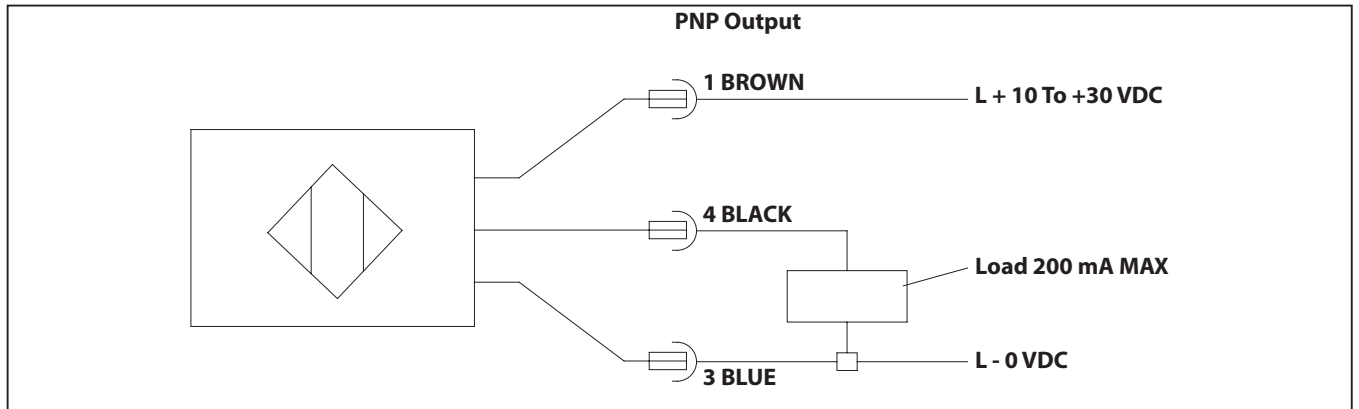 PNP Output
1 BROWN
L + 10 To +30 VDC
4 BLACK
Load 200 mA MAX
L - 0 VDC
3 BLUE